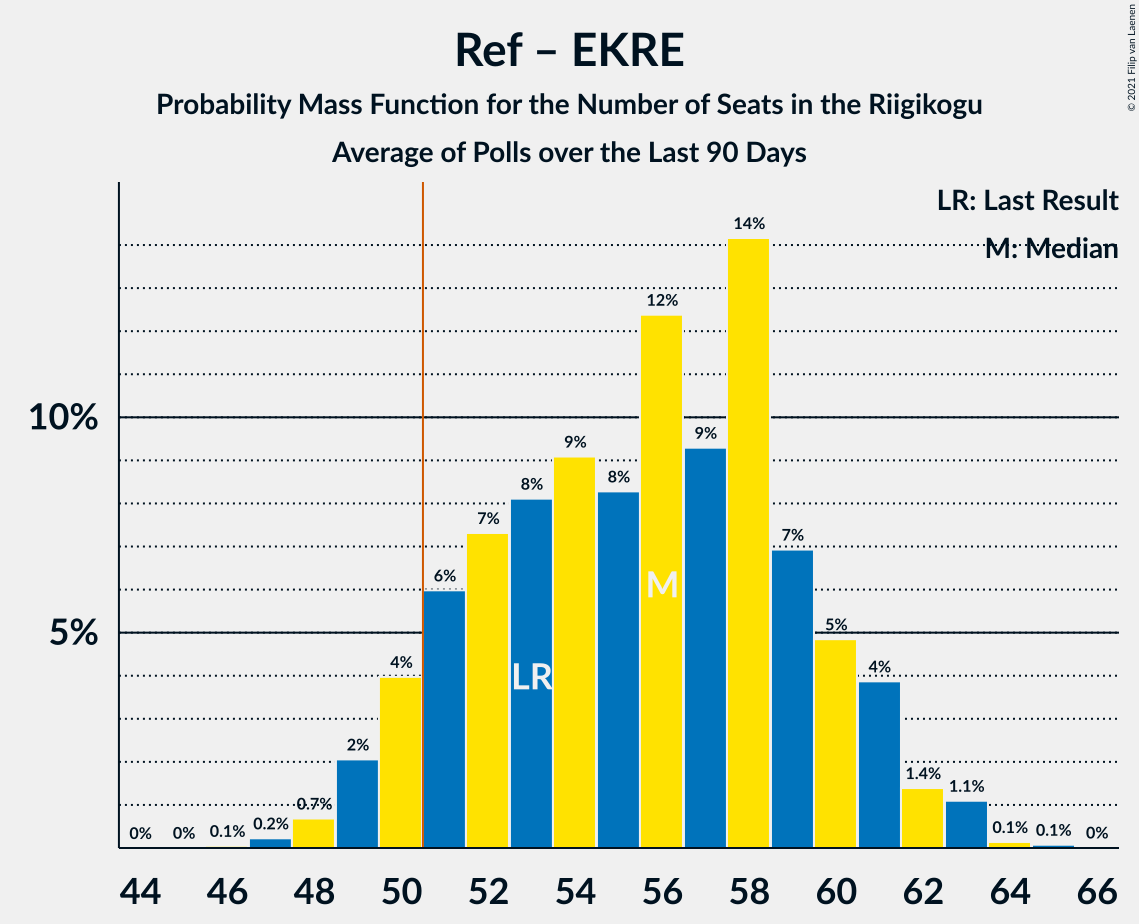 Ref – EKRE
Probability Mass Function for the Number of Seats in the Riigikogu
Average of Polls over the Last 90 Days
© 2021 Filip van Laenen
LR: Last Result
M: Median
10%
5%
0%
0%
0.1%
0.2%
0.7%
2%
4%
6%
7%
8%
9%
8%
12%
9%
14%
7%
5%
4%
1.4%
1.1%
0.1%
0.1%
0%
LR
M
44 46 48 50 52 54 56 58 60 62 64 66